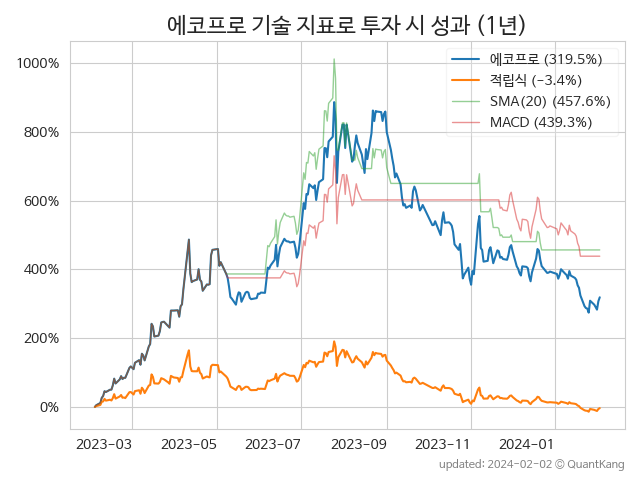 에코프로 기술 지표로 투자 시 성과 (1년)
에코프로 (319.5%)
적립식 (−3.4%)
SMA(20) (457.6%)
MACD (439.3%)
1000%
800%
600%
400%
200%
0%
2023-03 2023-05 2023-07 2023-09 2023-11 2024-01
updated: 2024-02-02 © QuantKang